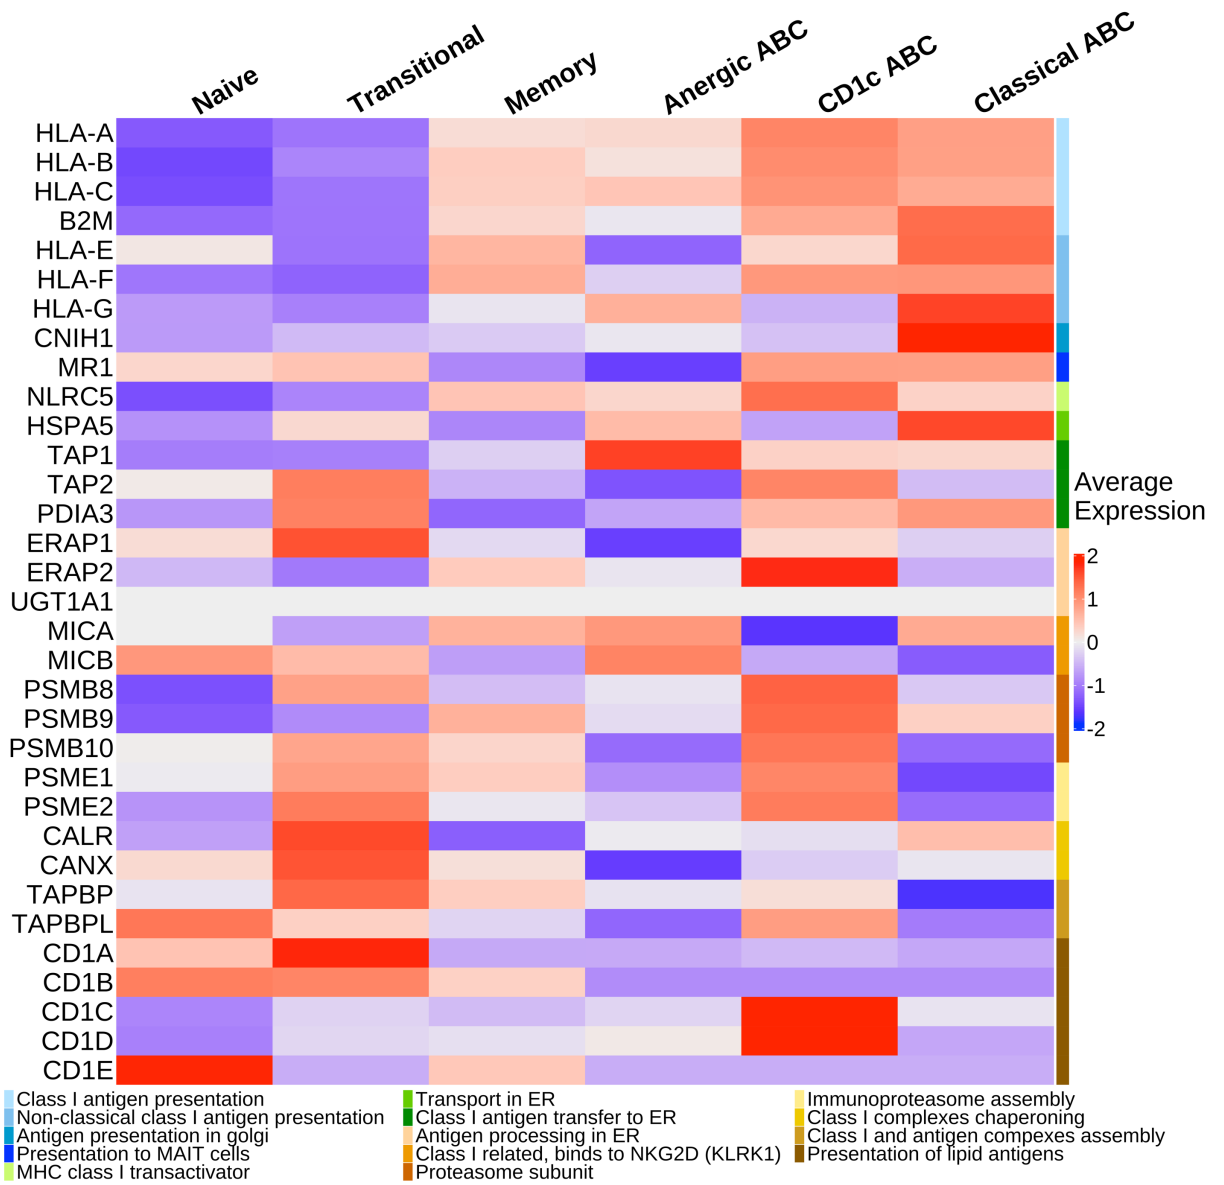 Naive
Transitional
Memory
Anergic ABC
CD1c ABC
Classical ABC
HLA-A
HLA-B
HLA-C
B2M
HLA-E
HLA-F
HLA-G
CNIH1
MR1
NLRC5
HSPA5
TAP1
TAP2
PDIA3
ERAP1
ERAP2
UGT1A1
MICA
MICB
PSMB8
PSMB9
PSMB10
PSME1
PSME2
CALR
CANX
TAPBP
TAPBPL
CD1A
CD1B
CD1C
CD1D
CD1E
Average
Expression
2
1
0
-1
-2
Class I antigen presentation
Non-classical class I antigen presentation
Antigen presentation in golgi
Presentation to MAIT cells
MHC class I transactivator
Transport in ER
Class I antigen transfer to ER
Antigen processing in ER
Class I related, binds to NKG2D (KLRK1)
Proteasome subunit
Immunoproteasome assembly
Class I complexes chaperoning
Class I and antigen compexes assembly
Presentation of lipid antigens